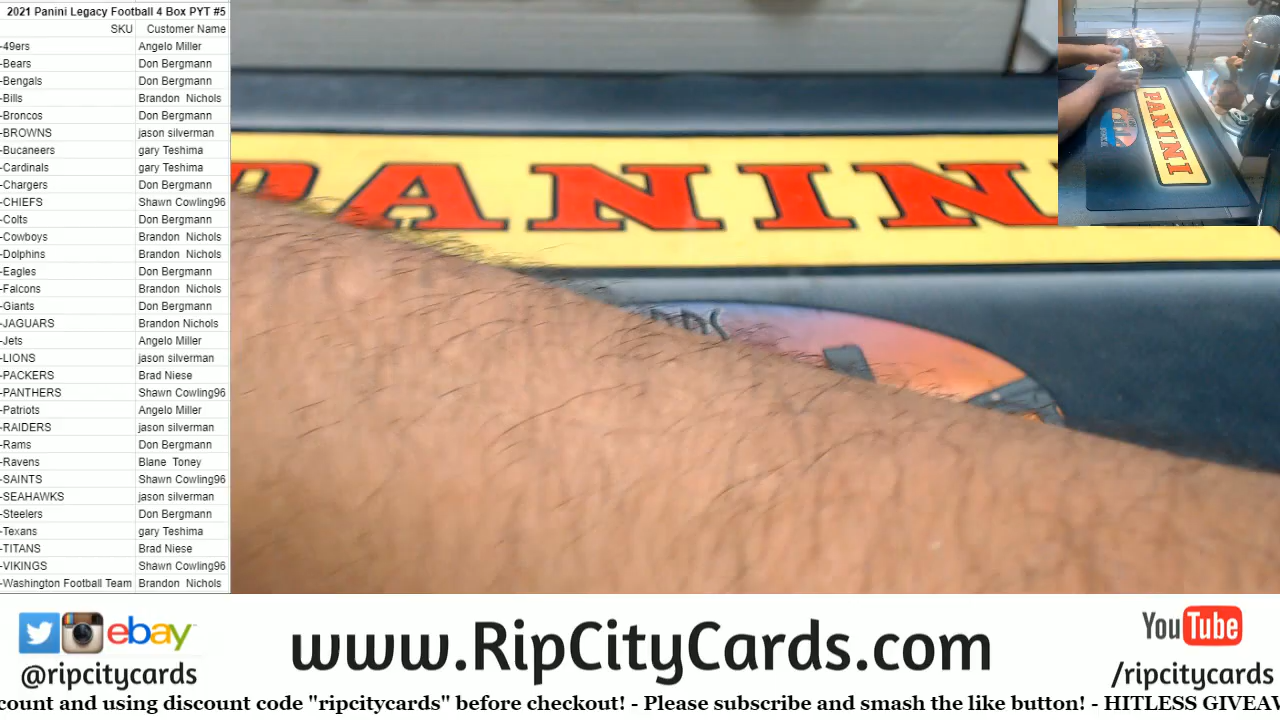 2021 Panini Legacy Football 4 Box PYT #5
SKU Customer Name
-49ers Angelo Miller
-Bears Don Bergmann
-Bengals Don Bergmann
-Bills Brandon Nichols
-Broncos Don Bergmann
-BROWNS jason silverman
-Bucaneers gary Teshima
-Cardinals gary Teshima
-Chargers Don Bergmann
-CHIEFS Shawn Cowling96
-Colts Don Bergmann
-Cowboys Brandon Nichols
-Dolphins Brandon Nichols
-Eagles Don Bergmann
-Falcons Brandon Nichols
-Giants Don Bergmann
-JAGUARS Brandon Nichols
-Jets Angelo Miller
-LIONS jason silverman
-PACKERS Brad Niese
-PANTHERS Shawn Cowling96
-Patriots Angelo Miller
-RAIDERS jason silverman
-Rams Don Bergmann
-Ravens Blane Toney
-SAINTS Shawn Cowling96
-SEAHAWKS jason silverman
-Steelers Don Bergmann
-Texans gary Teshima
-TITANS Brad Niese
-VIKINGS Shawn Cowling96
-Washington Football Team Brandon Nichols
PANIN
PANINI
ebay
@ripcitycards
www.RipCityCards.com
YouTube
/ripcitycards
count and using discount code "ripcitycards" before checkout! - Please subscribe and smash the like button! - HITLESS GIVEAW